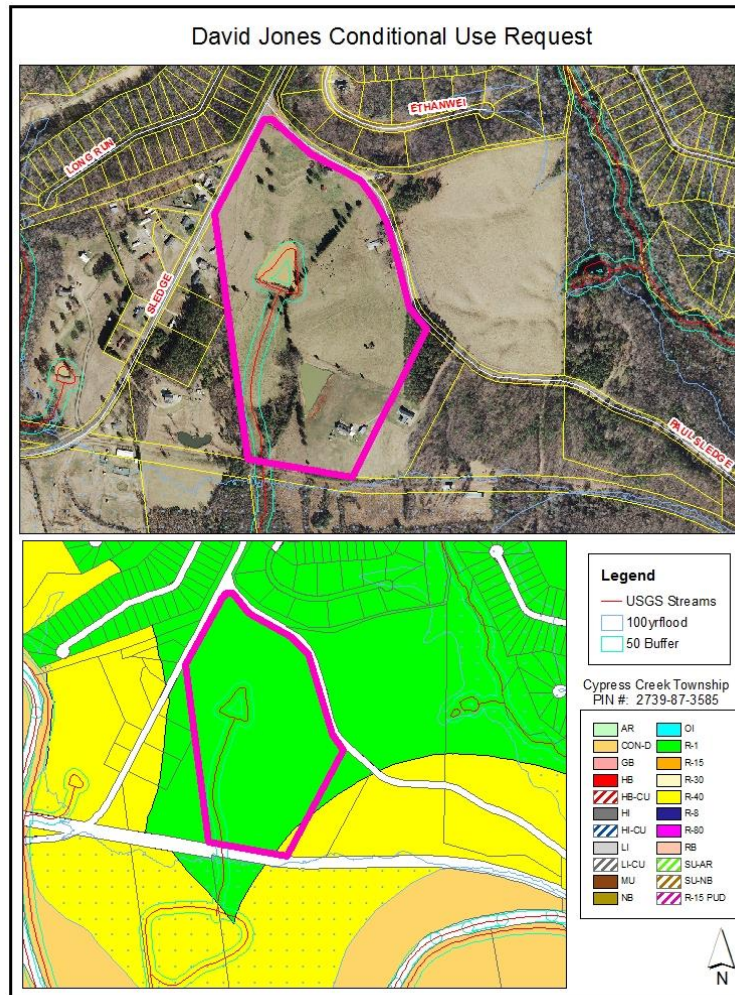 David Jones Conditional Use Request
LONG RUN
ETHANWEI
SLEDGE
PAUL SLEDGE
Legend
USGS Streams
100yrflood
50 Buffer
Cypress Creek Township
PIN #: 2739-87-3585
AR
CON-D
GB
HB
HB-CU
HI
HI-CU
LI
LI-CU
MU
NB
OI
R-1
R-15
R-30
R-40
R-8
R-80
RB
SU-AR
SU-NB
R-15 PUD
N